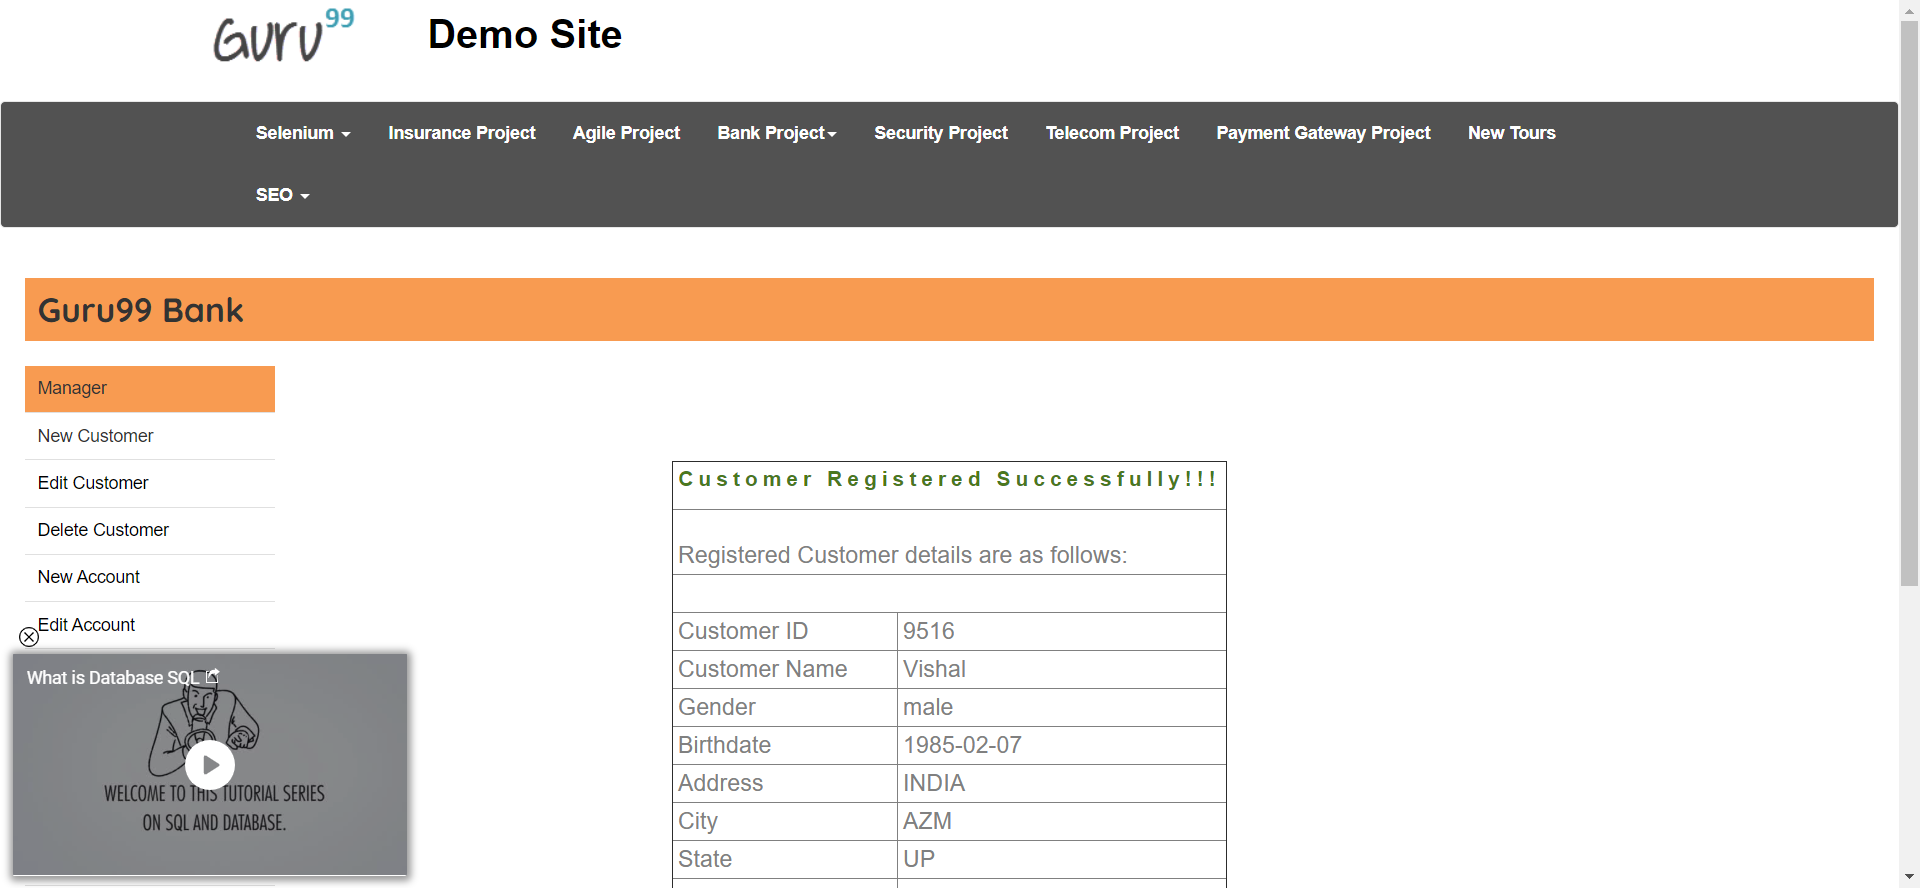 Guru99
Demo Site
Selenium
Insurance Project
Agile Project
Bank Project
Security Project
Telecom Project
Payment Gateway Project
New Tours
SEO
Guru99 Bank
Manager
New Customer
Edit Customer
Delete Customer
New Account
Edit Account
What is Database SQL
WELCOME TO THIS TUTORIAL SERIES
ON SQL AND DATABASE.
Customer Registered Successfully!!!
Registered Customer details are as follows:
Customer ID 9516
Customer Name Vishal
Gender male
Birthdate 1985-02-07
Address INDIA
City AZM
State UP